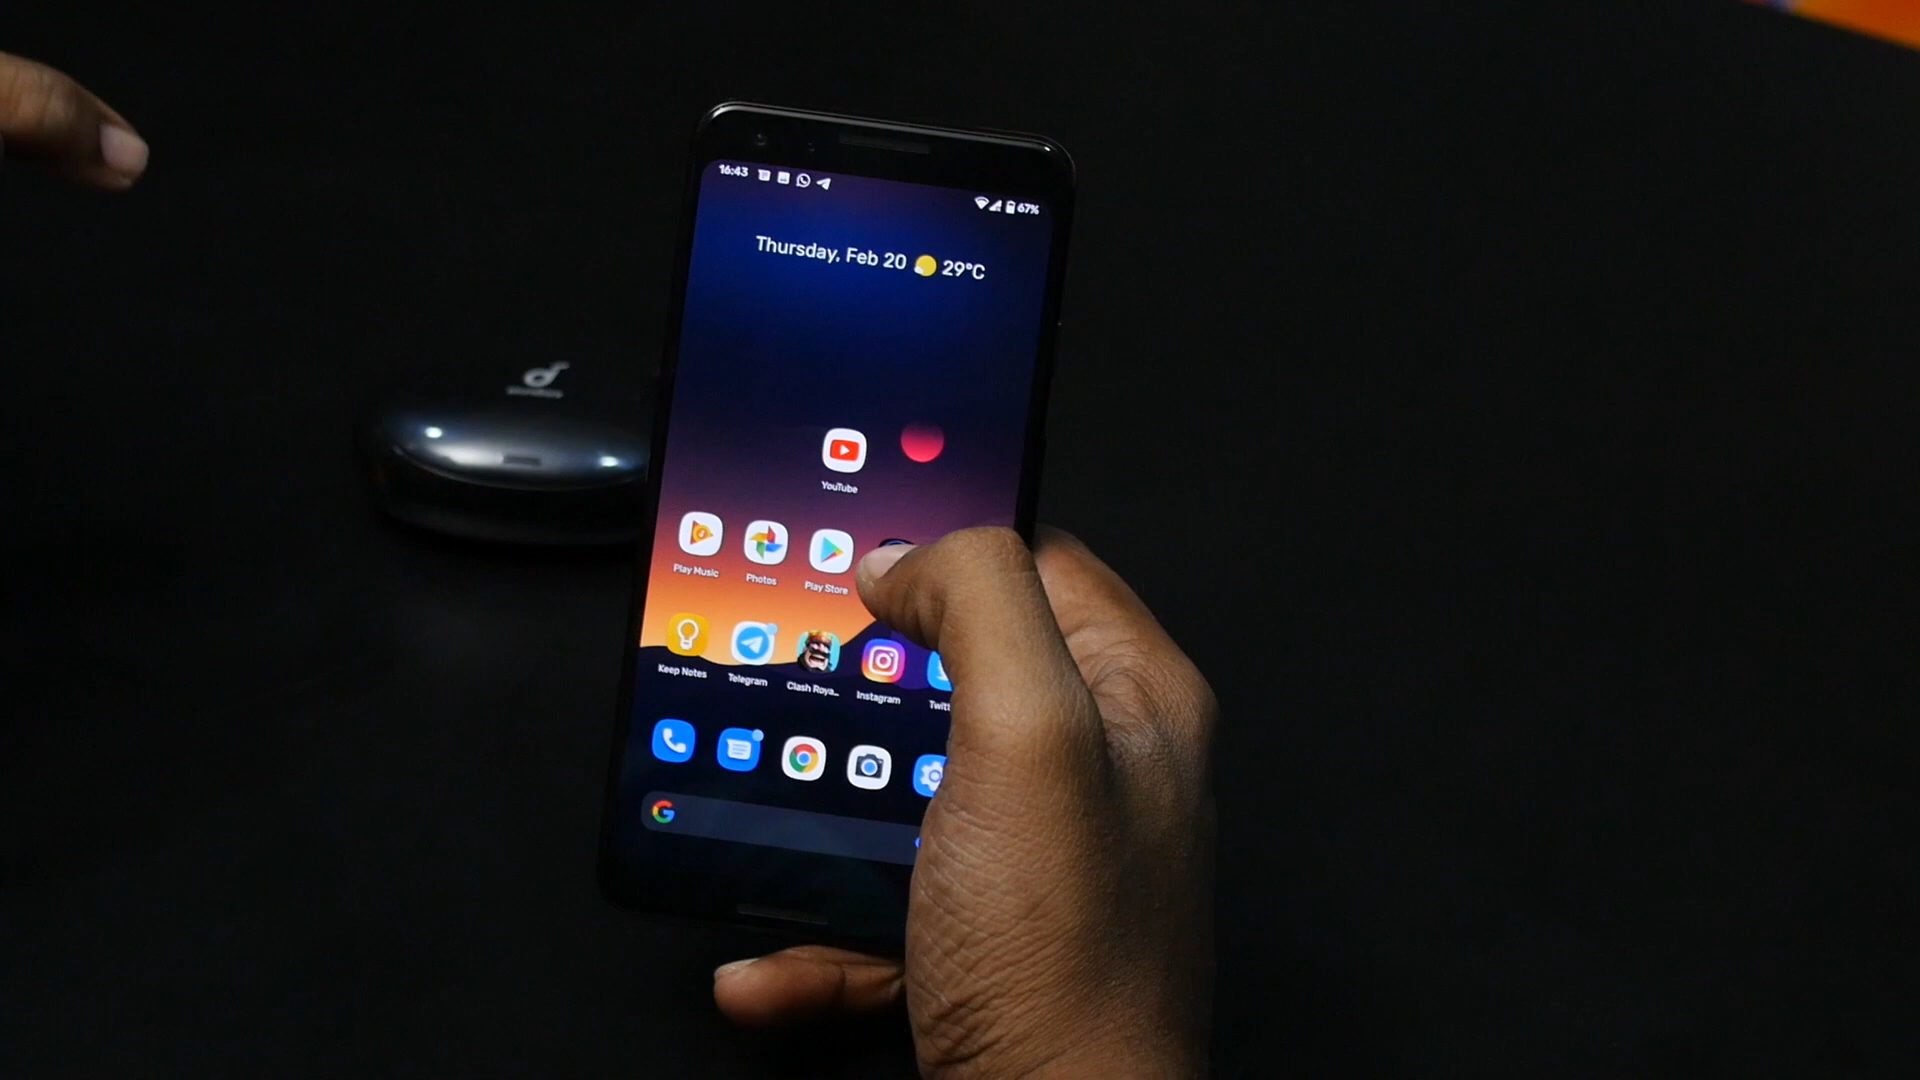 16:43
67%
Thursday, Feb 20 29°C
YouTube
Play Music Photos Play Store
Keep Notes Telegram Clash Roya... Instagram Twitt